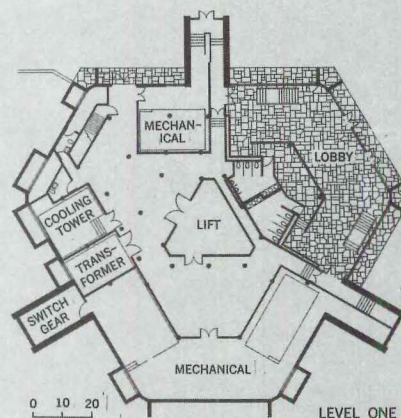 MECHAN-
ICAL
LOBBY
LIFT
COOLING
TOWER
TRANS-
FORMER
SWITCH
GEAR
MECHANICAL
0 10 20
LEVEL ONE